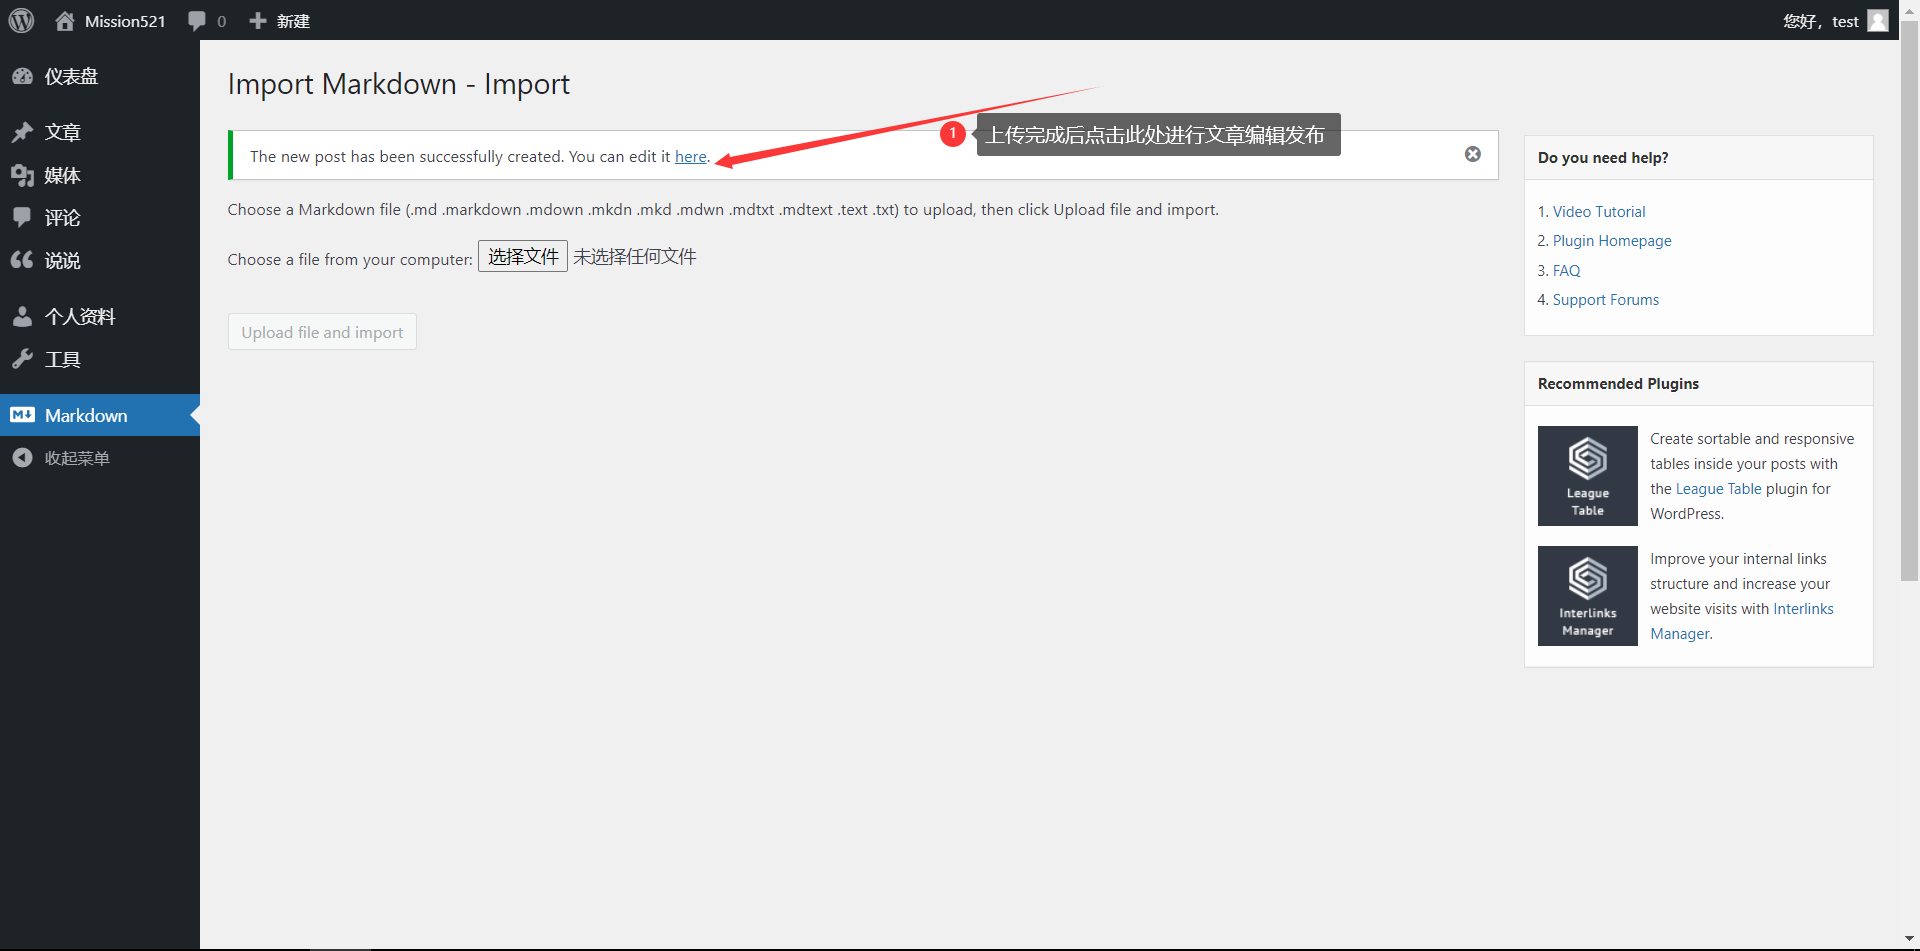 Mission521
0
新建
您好，test
仪表盘
文章
媒体
评论
说说
个人资料
工具
Markdown
收起菜单
Import Markdown - Import
1
上传完成后点击此处进行文章编辑发布
The new post has been successfully created. You can edit it here.
Choose a Markdown file (.md .markdown .mdown .mkdn .mkd .mdwn .mdtxt .mdtext .text .txt) to upload, then click Upload file and import.
Choose a file from your computer: 选择文件 未选择任何文件
Upload file and import
Do you need help?
1. Video Tutorial
2. Plugin Homepage
3. FAQ
4. Support Forums
Recommended Plugins
League
Table
Create sortable and responsive
tables inside your posts with
the League Table plugin for
WordPress.
Interlinks
Manager
Improve your internal links
structure and increase your
website visits with Interlinks
Manager.